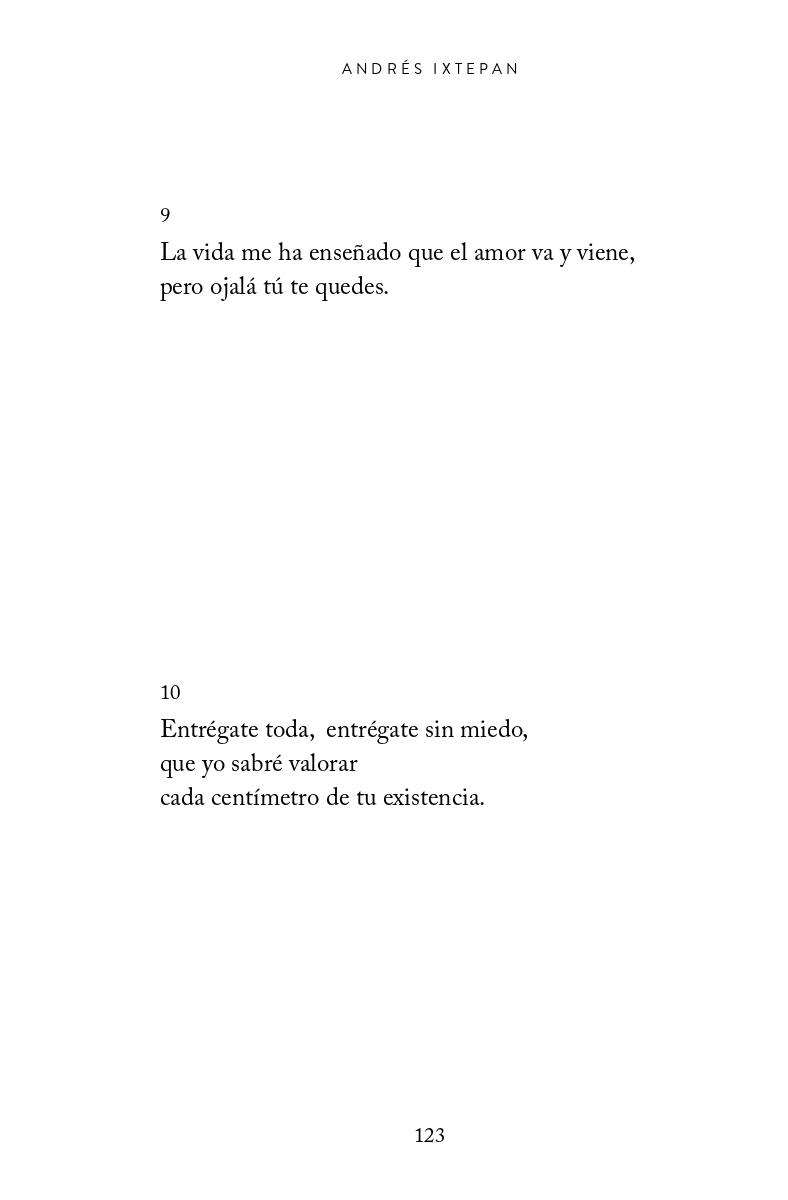 ANDRÉS IXTEPAN
9
La vida me ha enseñado que el amor va y viene,
pero ojalá tú te quedes.
10
Entrégate toda,  entrégate sin miedo,
que yo sabré valorar
cada centímetro de tu existencia.
123